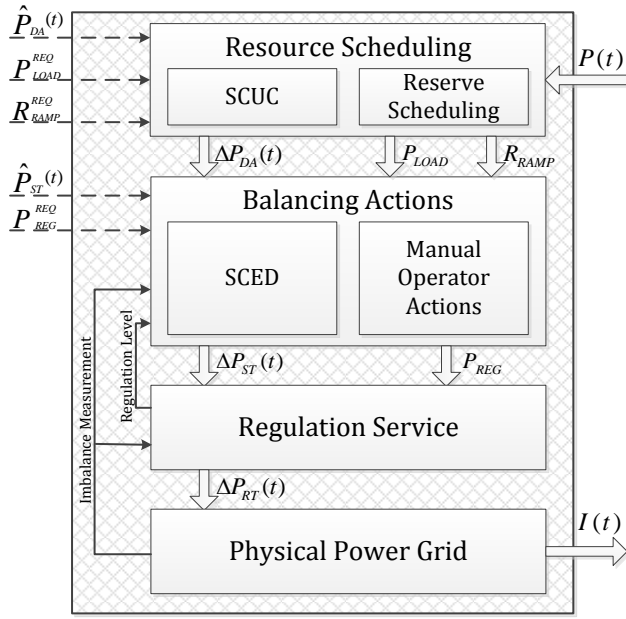 P̂_DA(t)
Resource Scheduling
P(t)
P_LOAD^REQ
SCUC
Reserve
Scheduling
R_RAMP^REQ
ΔP_DA(t)
P_LOAD
R_RAMP
P̂_ST(t)
Balancing Actions
P_REG^REQ
SCED
Manual
Operator
Actions
Imbalance Measurement
Regulation Level
ΔP_ST(t)
P_REG
Regulation Service
ΔP_RT(t)
I(t)
Physical Power Grid